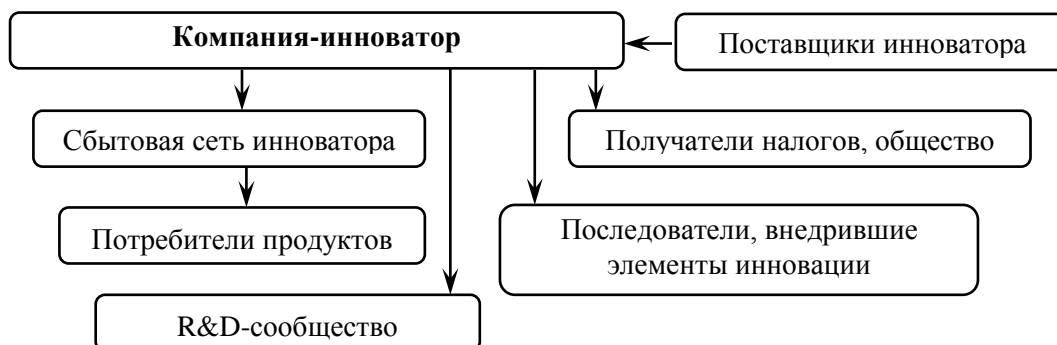 Компания-инноватор
Поставщики инноватора
Сбытовая сеть инноватора
Получатели налогов, общество
Потребители продуктов
Последователи, внедрившие
элементы инновации
R&D-сообщество